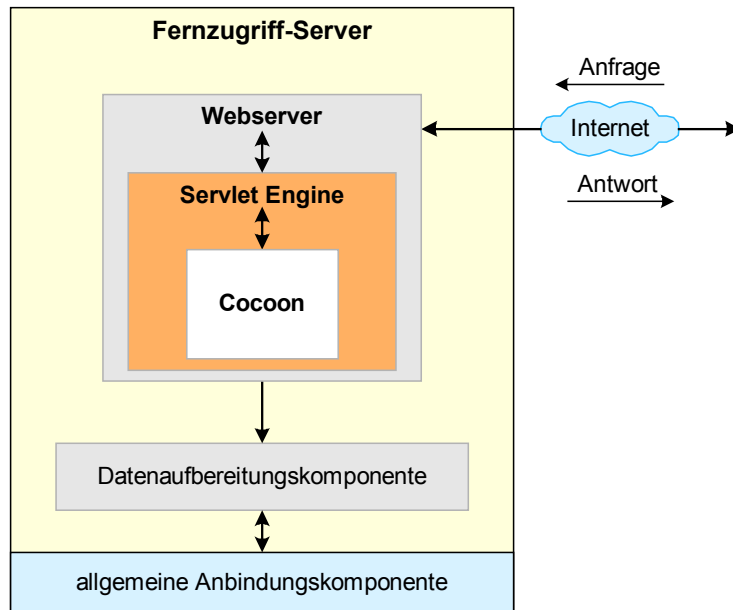 Fernzugriff-Server
Anfrage
Webserver
Internet
Servlet Engine
Antwort
Cocoon
Datenaufbereitungskomponente
allgemeine Anbindungskomponente